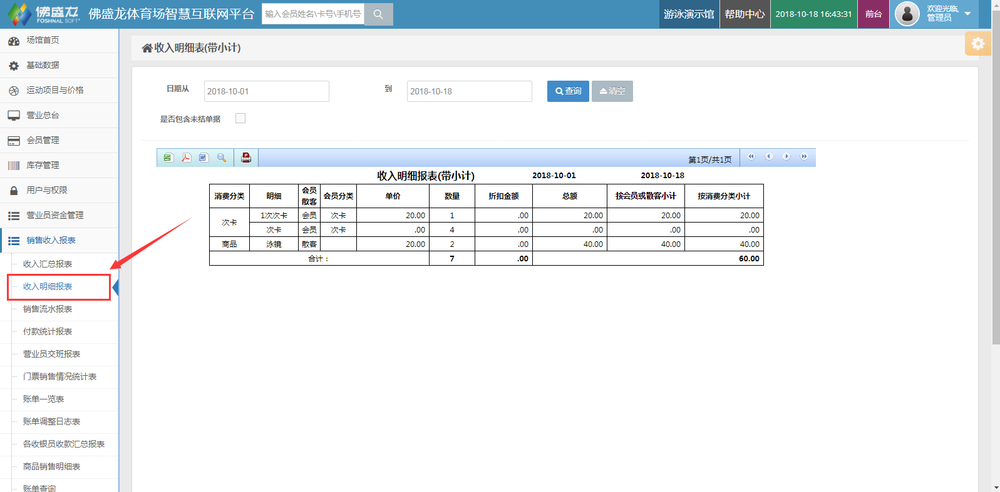 佛盛龙
FOSHNAL SOFT®
佛盛龙体育场智慧互联网平台
输入会员姓名\卡号\手机号
游泳演示馆
帮助中心
2018-10-18 16:43:31
前台
欢迎光临,
管理员
场馆首页
基础数据
运动项目与价格
营业总台
会员管理
库存管理
用户与权限
营业员资金管理
销售收入报表
收入汇总报表
收入明细报表
销售流水报表
付款统计报表
营业员交班报表
门票销售情况统计表
账单一览表
账单调整日志表
各收银员收款汇总报表
商品销售明细表
账单查询
收入明细表(带小计)
日期从 2018-10-01 到 2018-10-18 查询 清空
是否包含未结单据
第1页/共1页
收入明细报表(带小计) 2018-10-01 2018-10-18
消费分类 明细 会员散客 会员分类 单价 数量 折扣金额 总额 按会员或散客小计 按消费分类小计
次卡 1次次卡 会员 次卡 20.00 1 .00 20.00 20.00 20.00
次卡 会员 次卡 .00 4 .00 .00 .00 .00
商品 泳镜 散客 20.00 2 .00 40.00 40.00 40.00
合计： 7 .00 60.00